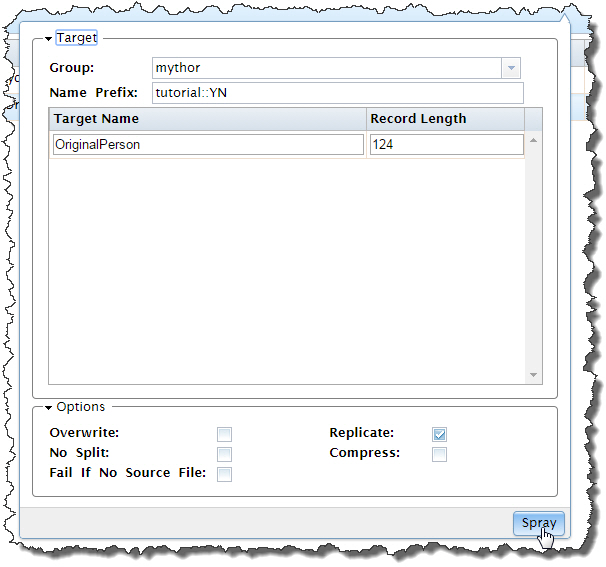 Target
Group: mythor
Name Prefix: tutorial::YN
Target Name Record Length
OriginalPerson 124
Options
Overwrite: Replicate:
No Split: Compress:
Fail If No Source File:
Spray